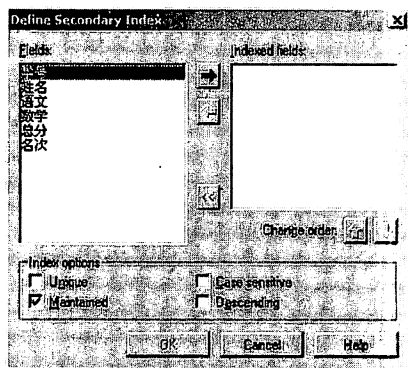 Define Secondary Index
Fields:
Indexed fields:
姓名
语文
数学
总分
名次
Change order:
Index options
Unique
Case sensitive
Maintained
Descending
OK
Cancel
Help